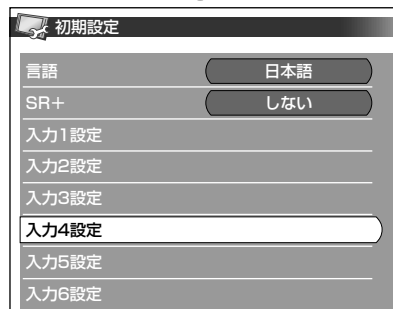 初期設定
言語 日本語
SR+ しない
入力1設定
入力2設定
入力3設定
入力4設定
入力5設定
入力6設定